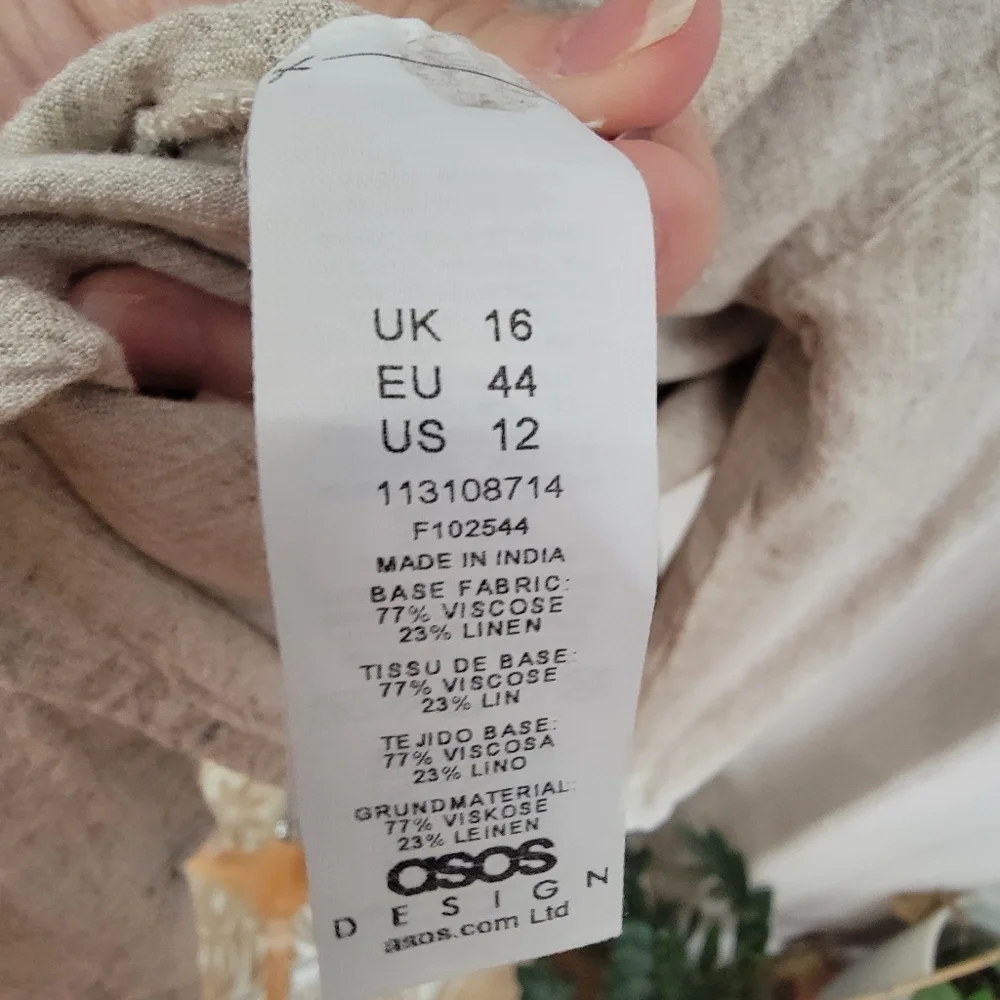 UK 16
EU 44
US 12
113108714
F102544
MADE IN INDIA
BASE FABRIC:
77% VISCOSE
23% LINEN
TISSU DE BASE:
77% VISCOSE
23% LIN
TEJIDO BASE:
77% VISCOSA
23% LINO
GRUNDMATERIAL:
77% VISKOSE
23% LEINEN
asos
DESIGN
asos.com Ltd